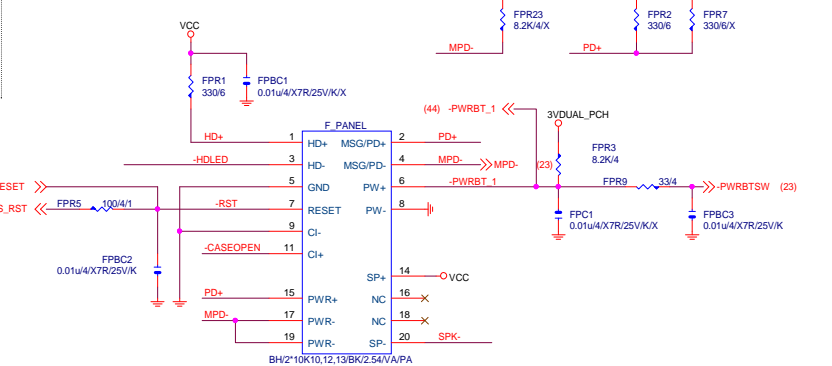 FPR23
8.2K/4/X
FPR2
330/6
FPR7
330/6/X
VCC
MPD-
PD+
FPR1
330/6
FPBC1
0.01u/4/X7R/25V/K/X
(44) -PWRBT_1
3VDUAL_PCH
F_PANEL
HD+ 1 HD+ MSG/PD+ 2 PD+
FPR3
8.2K/4
-HDLED 3 HD- MSG/PD- 4 MPD- MPD- (23)
ESET 5 GND PW+ 6 -PWRBT_1 FPR9 33/4 -PWRBTSW (23)
S_RST FPR5 100/4/1 -RST 7 RESET PW- 8
FPC1
0.01u/4/X7R/25V/K/X
FPBC3
0.01u/4/X7R/25V/K
9 CI-
-CASEOPEN 11 CI+
FPBC2
0.01u/4/X7R/25V/K
SP+ 14 VCC
PD+ 15 PWR+ NC 16
MPD- 17 PWR- NC 18
19 PWR- SP- 20 SPK-
BH/2*10K10,12,13/BK/2.54/VA/PA